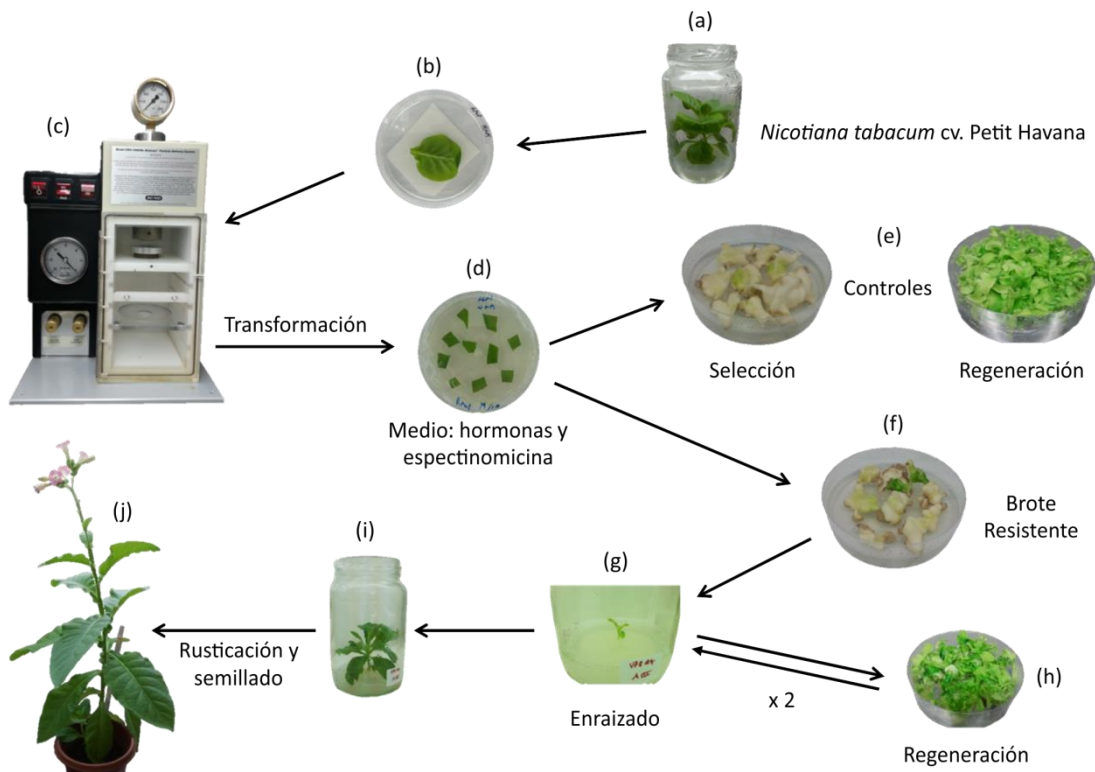 (a)
(b)
(c)
Nicotiana tabacum cv. Petit Havana
(d)
(e)
Controles
Transformación
Selección
Regeneración
Medio: hormonas y
espectinomicina
(f)
Brote
Resistente
(j)
(i)
(g)
(h)
Rusticación y
semillado
x 2
Enraizado
Regeneración